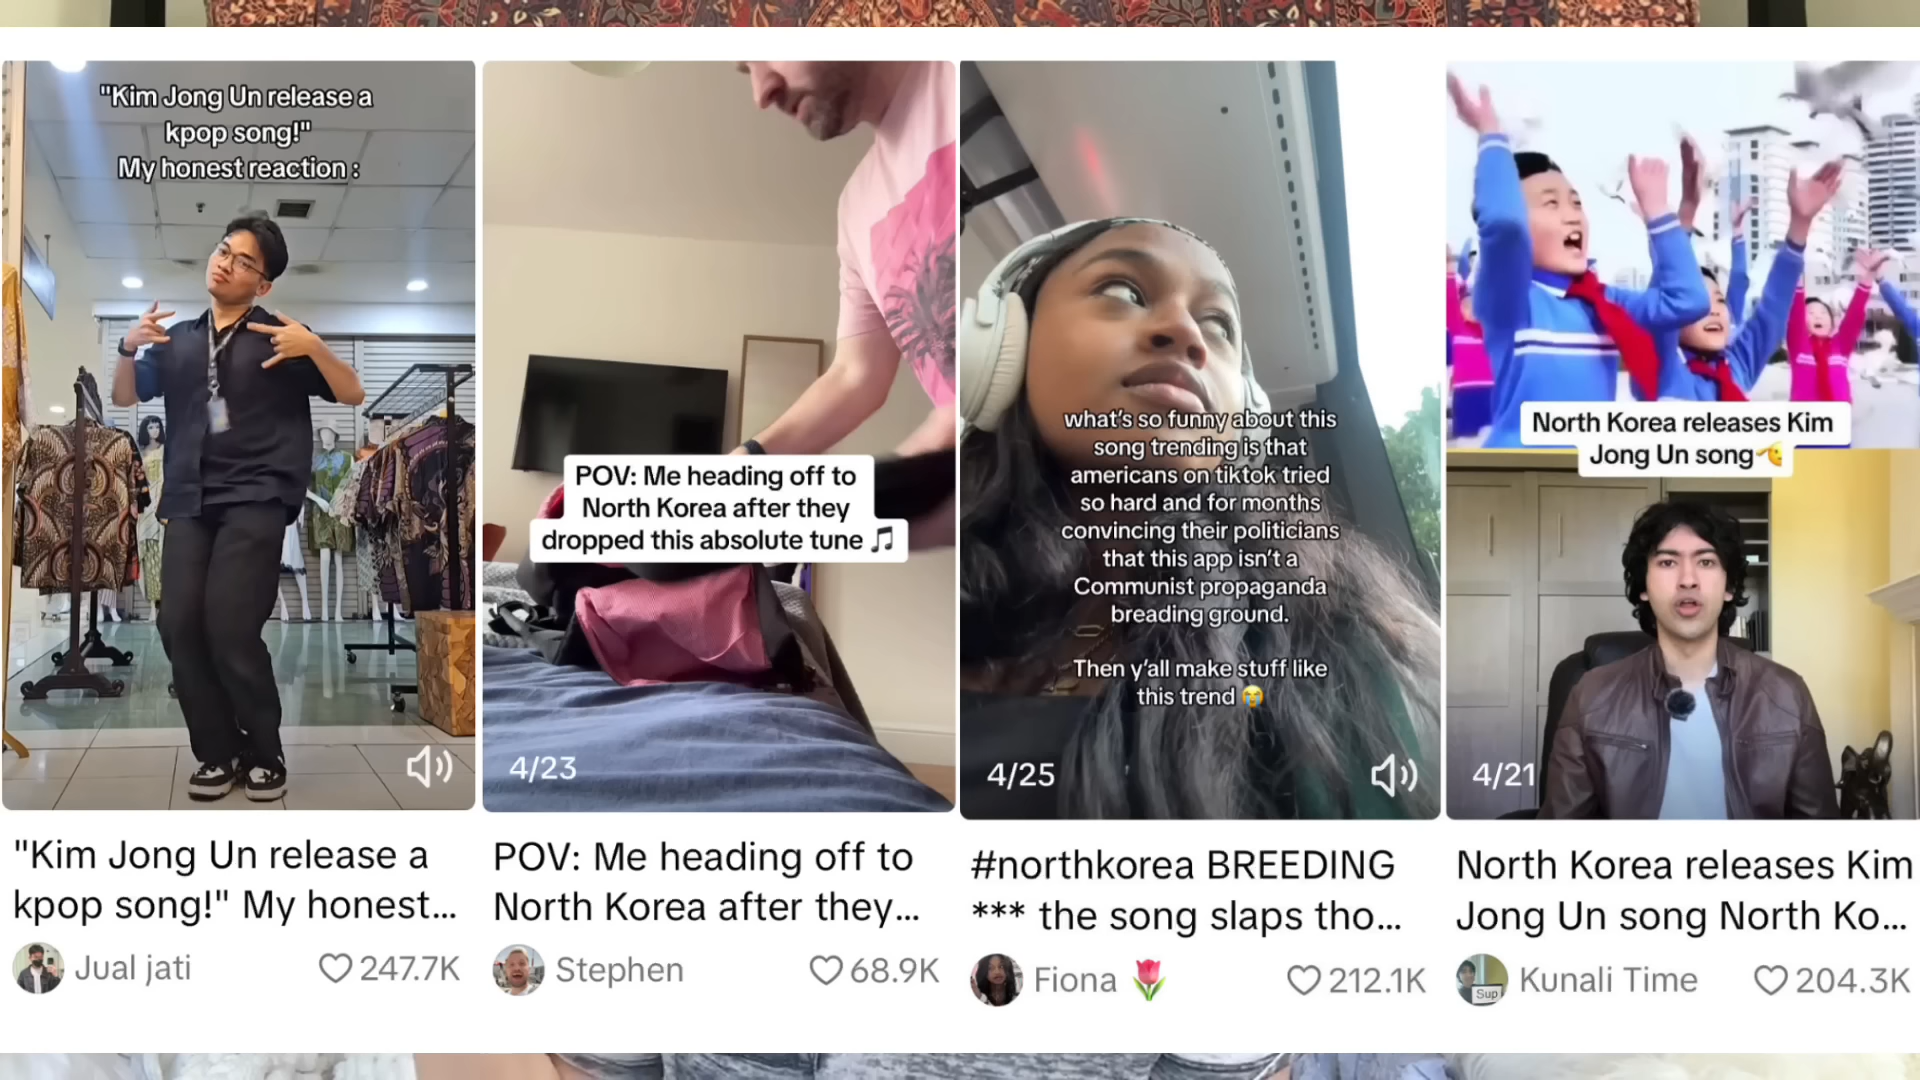 "Kim Jong Un release a
kpop song!"
My honest reaction :
"Kim Jong Un release a
kpop song!" My honest...
Jual jati
247.7K
POV: Me heading off to
North Korea after they
dropped this absolute tune 🎵
4/23
POV: Me heading off to
North Korea after they...
Stephen
68.9K
what's so funny about this
song trending is that
americans on tiktok tried
so hard and for months
convincing their politicians
that this app isn't a
Communist propaganda
breading ground.
Then y'all make stuff like
this trend 😭
4/25
#northkorea BREEDING
*** the song slaps tho...
Fiona 🌷
212.1K
North Korea releases Kim
Jong Un song🫡
4/21
North Korea releases Kim
Jong Un song North Ko...
Sup
Kunali Time
204.3K